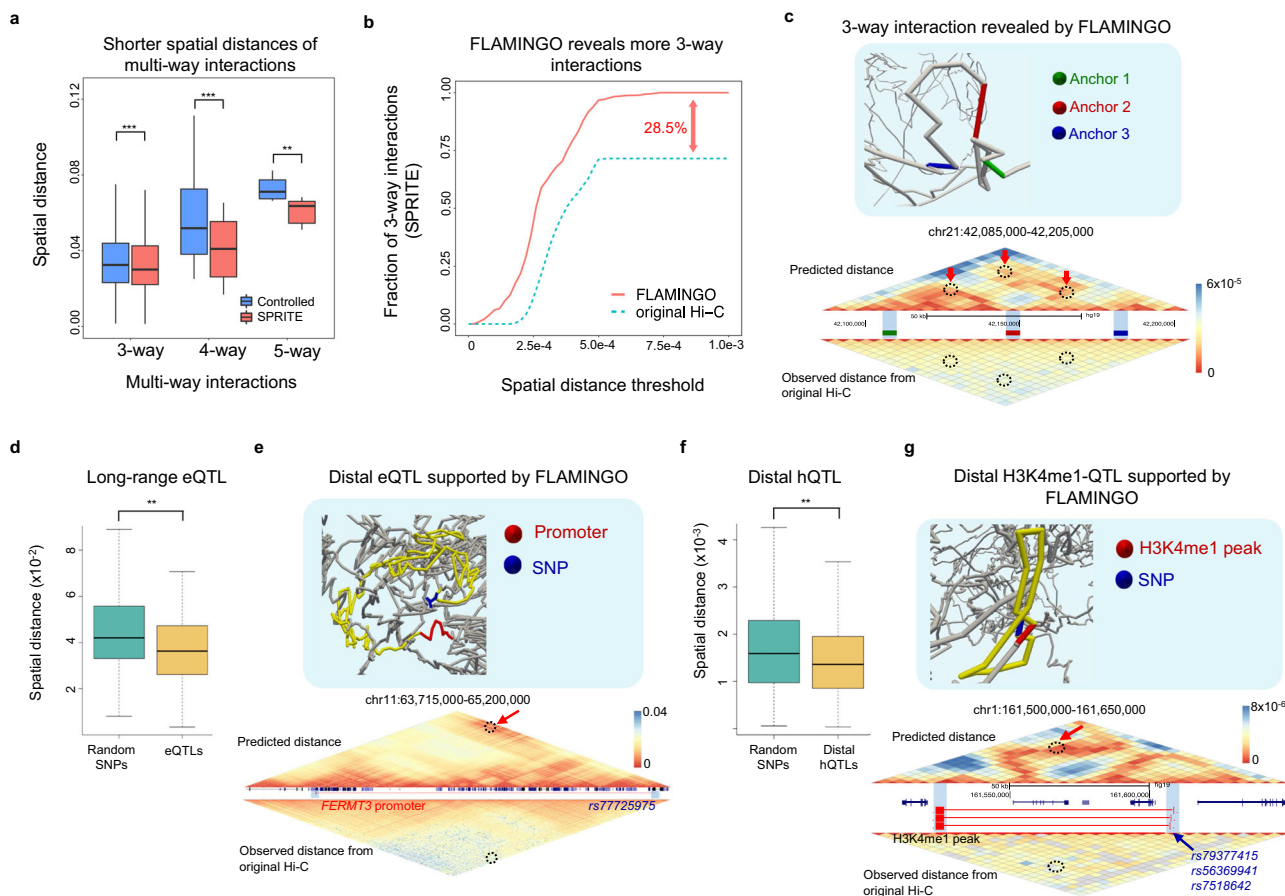 a
Shorter spatial distances of
multi-way interactions
Spatial distance
0.12
0.08
0.04
0.00
***
***
**
Controlled
SPRITE
3-way
4-way
5-way
Multi-way interactions
b
FLAMINGO reveals more 3-way
interactions
Fraction of 3-way interactions
(SPRITE)
1.00
0.75
0.50
0.25
0.00
28.5%
FLAMINGO
original Hi-C
0
2.5e-4
5.0e-4
7.5e-4
1.0e-3
Spatial distance threshold
c
3-way interaction revealed by FLAMINGO
Anchor 1
Anchor 2
Anchor 3
chr21:42,085,000-42,205,000
Predicted distance
6x10-5
0
50 kb
hg19
42,100,000
42,150,000
42,200,000
Observed distance from
original Hi-C
d
Long-range eQTL
**
Spatial distance (x10-2)
8
6
4
2
Random
SNPs
eQTLs
e
Distal eQTL supported by FLAMINGO
Promoter
SNP
chr11:63,715,000-65,200,000
Predicted distance
0.04
0
FERMT3 promoter
rs77725975
Observed distance from
original Hi-C
f
Distal hQTL
**
Spatial distance (x10-3)
4
3
2
1
Random
SNPs
Distal
hQTLs
g
Distal H3K4me1-QTL supported by
FLAMINGO
H3K4me1 peak
SNP
chr1:161,500,000-161,650,000
Predicted distance
8x10-6
0
50 kb
hg19
161,550,000
161,600,000
H3K4me1 peak
rs79377415
rs56369941
rs7518642
Observed distance from
original Hi-C